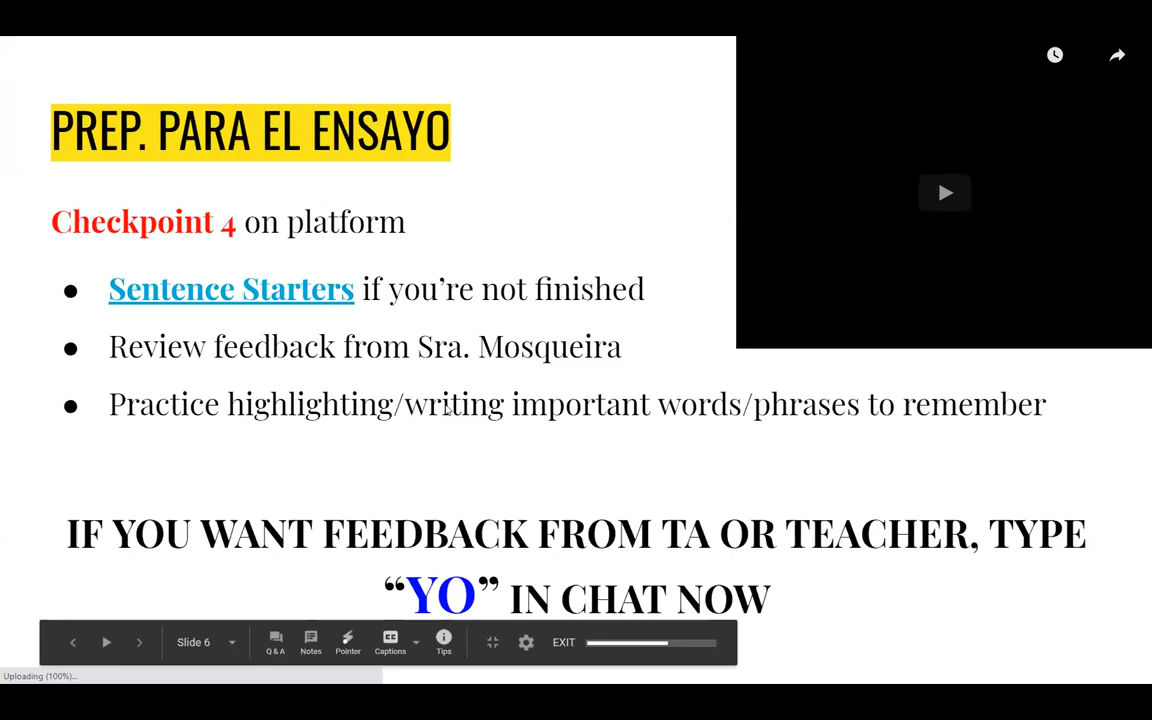 PREP. PARA EL ENSAYO
Checkpoint 4 on platform
● Sentence Starters if you’re not finished
● Review feedback from Sra. Mosqueira
● Practice highlighting/writing important words/phrases to remember
IF YOU WANT FEEDBACK FROM TA OR TEACHER, TYPE
“YO” IN CHAT NOW
Slide 6 Q & A Notes Pointer CC Captions Tips EXIT
Uploading (100%)...